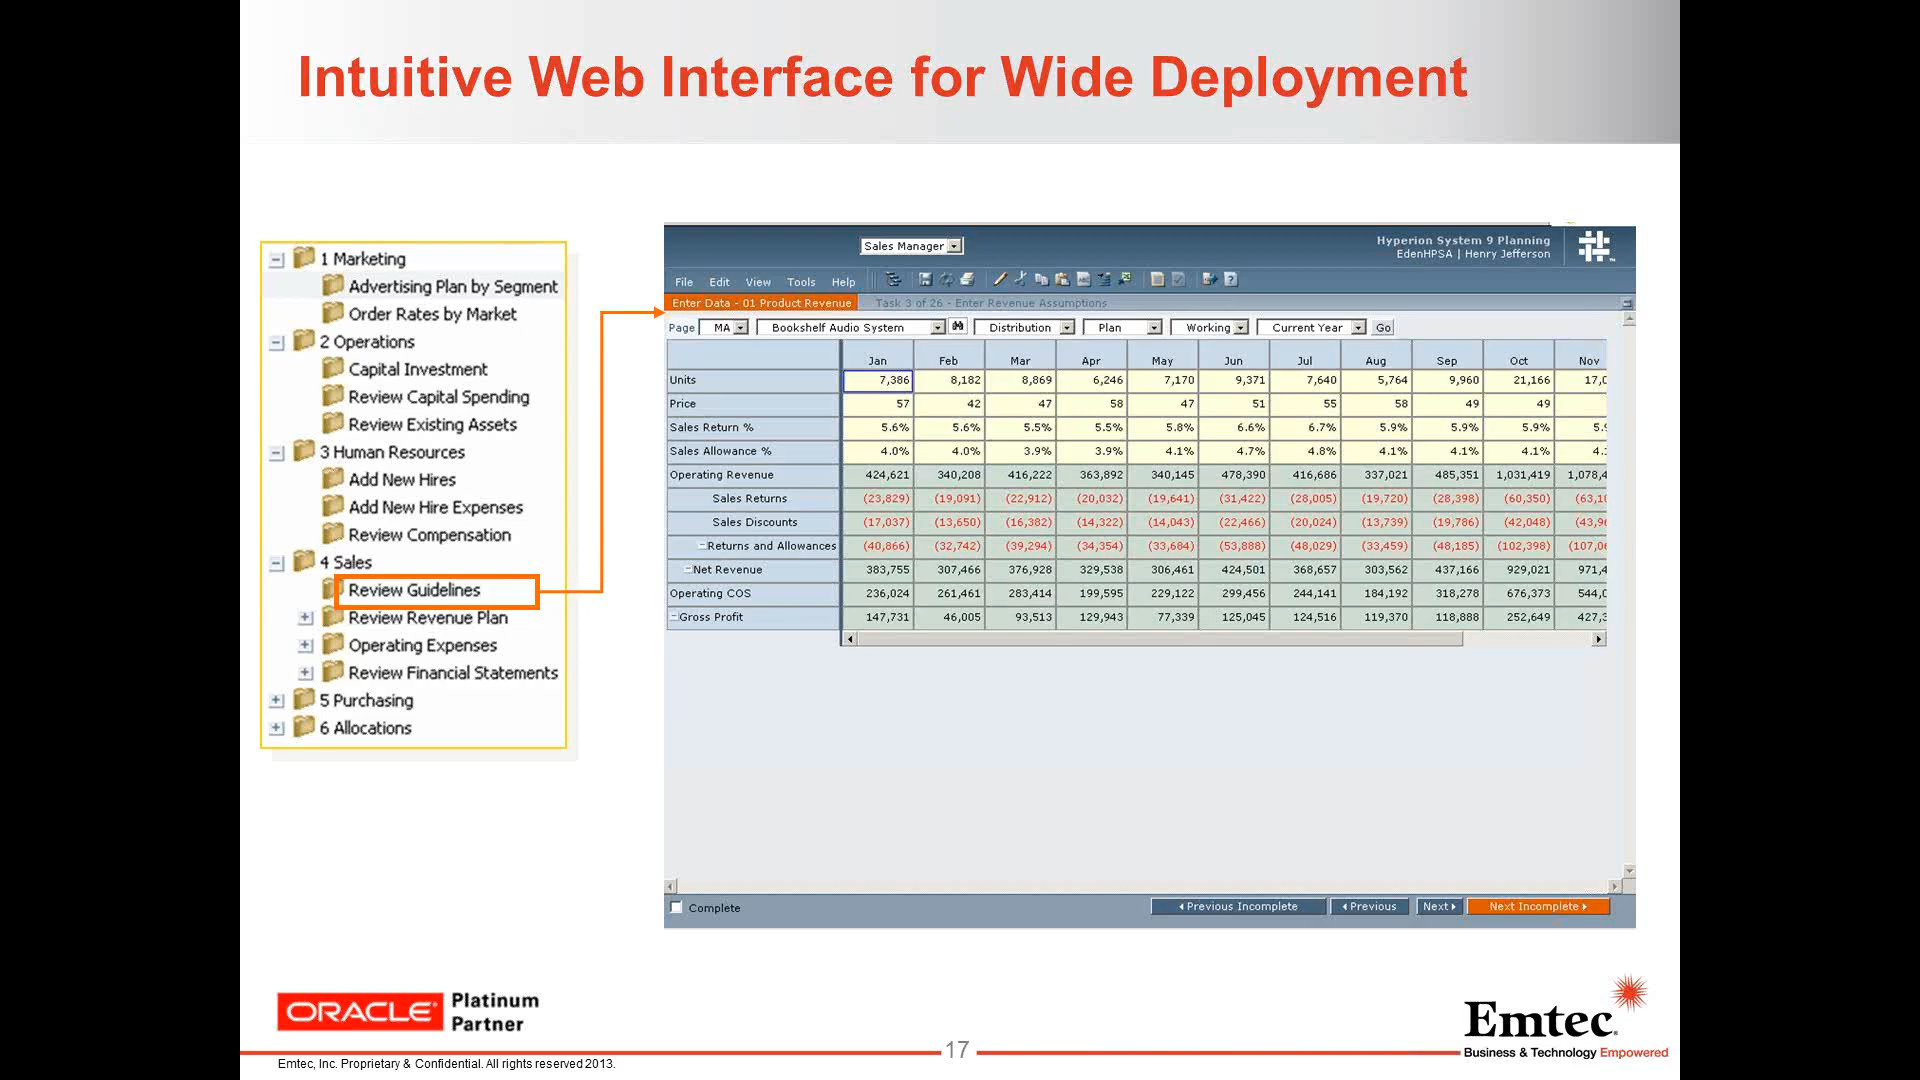 Intuitive Web Interface for Wide Deployment
1 Marketing
Advertising Plan by Segment
Order Rates by Market
2 Operations
Capital Investment
Review Capital Spending
Review Existing Assets
3 Human Resources
Add New Hires
Add New Hire Expenses
Review Compensation
4 Sales
Review Guidelines
Review Revenue Plan
Operating Expenses
Review Financial Statements
5 Purchasing
6 Allocations
Sales Manager
Hyperion System 9 Planning
EdenHPSA | Henry Jefferson
File Edit View Tools Help
Enter Data - 01 Product Revenue Task 3 of 26 - Enter Revenue Assumptions
Page MA Bookshelf Audio System Distribution Plan Working Current Year Go
Jan Feb Mar Apr May Jun Jul Aug Sep Oct Nov
Units 7,386 8,182 8,869 6,246 7,170 9,371 7,640 5,764 9,960 21,166
Price 57 42 47 58 47 51 55 58 49 49
Sales Return % 5.6% 5.6% 5.5% 5.5% 5.8% 6.6% 6.7% 5.9% 5.9% 5.9%
Sales Allowance % 4.0% 4.0% 3.9% 3.9% 4.1% 4.7% 4.8% 4.1% 4.1% 4.1%
Operating Revenue 424,621 340,208 416,222 363,892 340,145 478,390 416,686 337,021 485,351 1,031,419 1,078,4
Sales Returns (23,829) (19,091) (22,912) (20,032) (19,641) (31,422) (28,005) (19,720) (28,398) (60,350)
Sales Discounts (17,037) (13,650) (16,382) (14,322) (14,043) (22,466) (20,024) (13,739) (19,786) (42,048)
Returns and Allowances (40,866) (32,742) (39,294) (34,354) (33,684) (53,888) (48,029) (33,459) (48,185) (102,398)
Net Revenue 383,755 307,466 376,928 329,538 306,461 424,501 368,657 303,562 437,166 929,021 971,4
Operating COS 236,024 261,461 283,414 199,595 229,122 299,456 244,141 184,192 318,278 676,373
Gross Profit 147,731 46,005 93,513 129,943 77,339 125,045 124,516 119,370 118,888 252,649
Complete
Previous Incomplete Previous Next Next Incomplete
ORACLE Platinum
Partner
Emtec
Business & Technology Empowered
17
Emtec, Inc. Proprietary & Confidential. All rights reserved 2013.